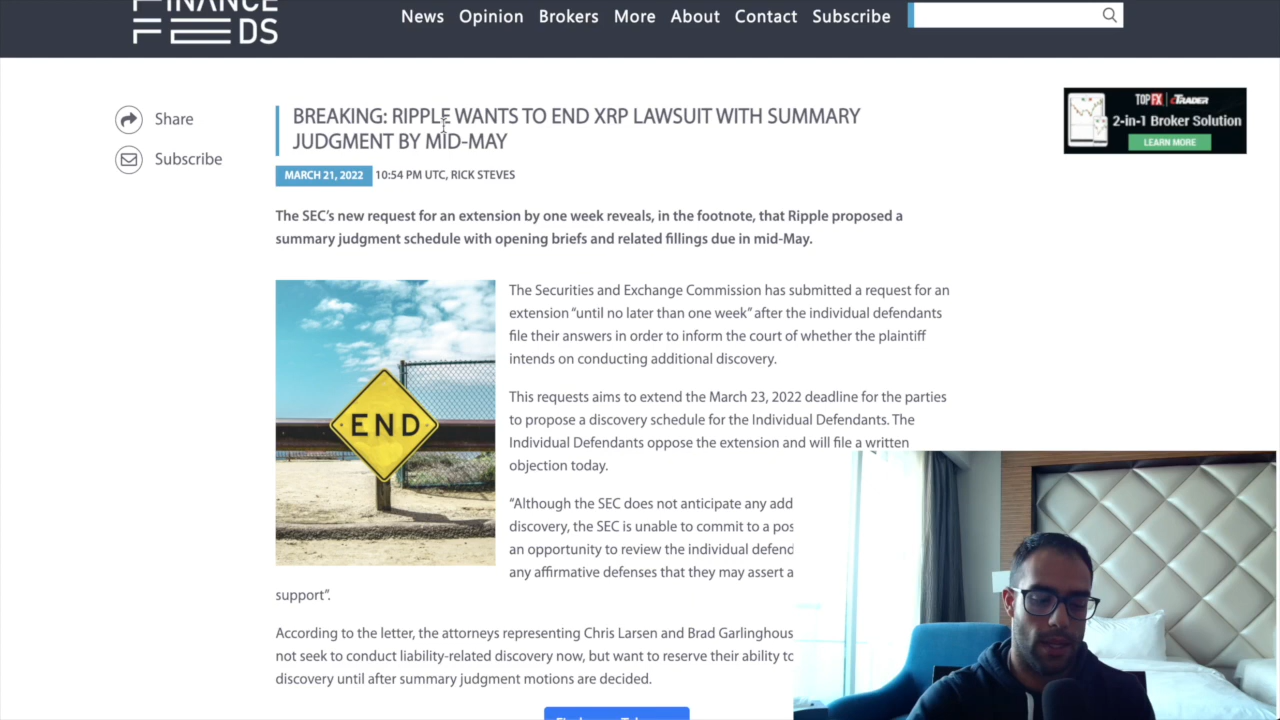 FINANCE
FEEDS
News Opinion Brokers More About Contact Subscribe
Share
Subscribe
BREAKING: RIPPLE WANTS TO END XRP LAWSUIT WITH SUMMARY
JUDGMENT BY MID-MAY
MARCH 21, 2022 10:54 PM UTC, RICK STEVES
TOPFX cTRADER
2-in-1 Broker Solution
LEARN MORE
The SEC’s new request for an extension by one week reveals, in the footnote, that Ripple proposed a
summary judgment schedule with opening briefs and related fillings due in mid-May.
END
The Securities and Exchange Commission has submitted a request for an
extension “until no later than one week” after the individual defendants
file their answers in order to inform the court of whether the plaintiff
intends on conducting additional discovery.
This requests aims to extend the March 23, 2022 deadline for the parties
to propose a discovery schedule for the Individual Defendants. The
Individual Defendants oppose the extension and will file a written
objection today.
“Although the SEC does not anticipate any add
discovery, the SEC is unable to commit to a pos
an opportunity to review the individual defend
any affirmative defenses that they may assert a
support”.
According to the letter, the attorneys representing Chris Larsen and Brad Garlinghous
not seek to conduct liability-related discovery now, but want to reserve their ability to
discovery until after summary judgment motions are decided.